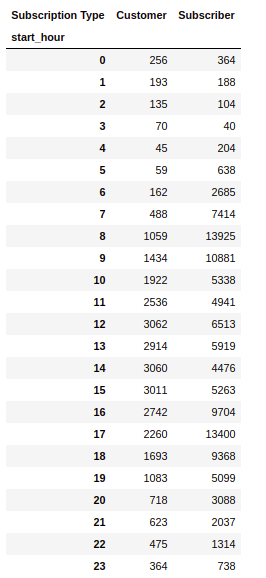 Subscription Type Customer Subscriber
start_hour
0 256 364
1 193 188
2 135 104
3 70 40
4 45 204
5 59 638
6 162 2685
7 488 7414
8 1059 13925
9 1434 10881
10 1922 5338
11 2536 4941
12 3062 6513
13 2914 5919
14 3060 4476
15 3011 5263
16 2742 9704
17 2260 13400
18 1693 9368
19 1083 5099
20 718 3088
21 623 2037
22 475 1314
23 364 738